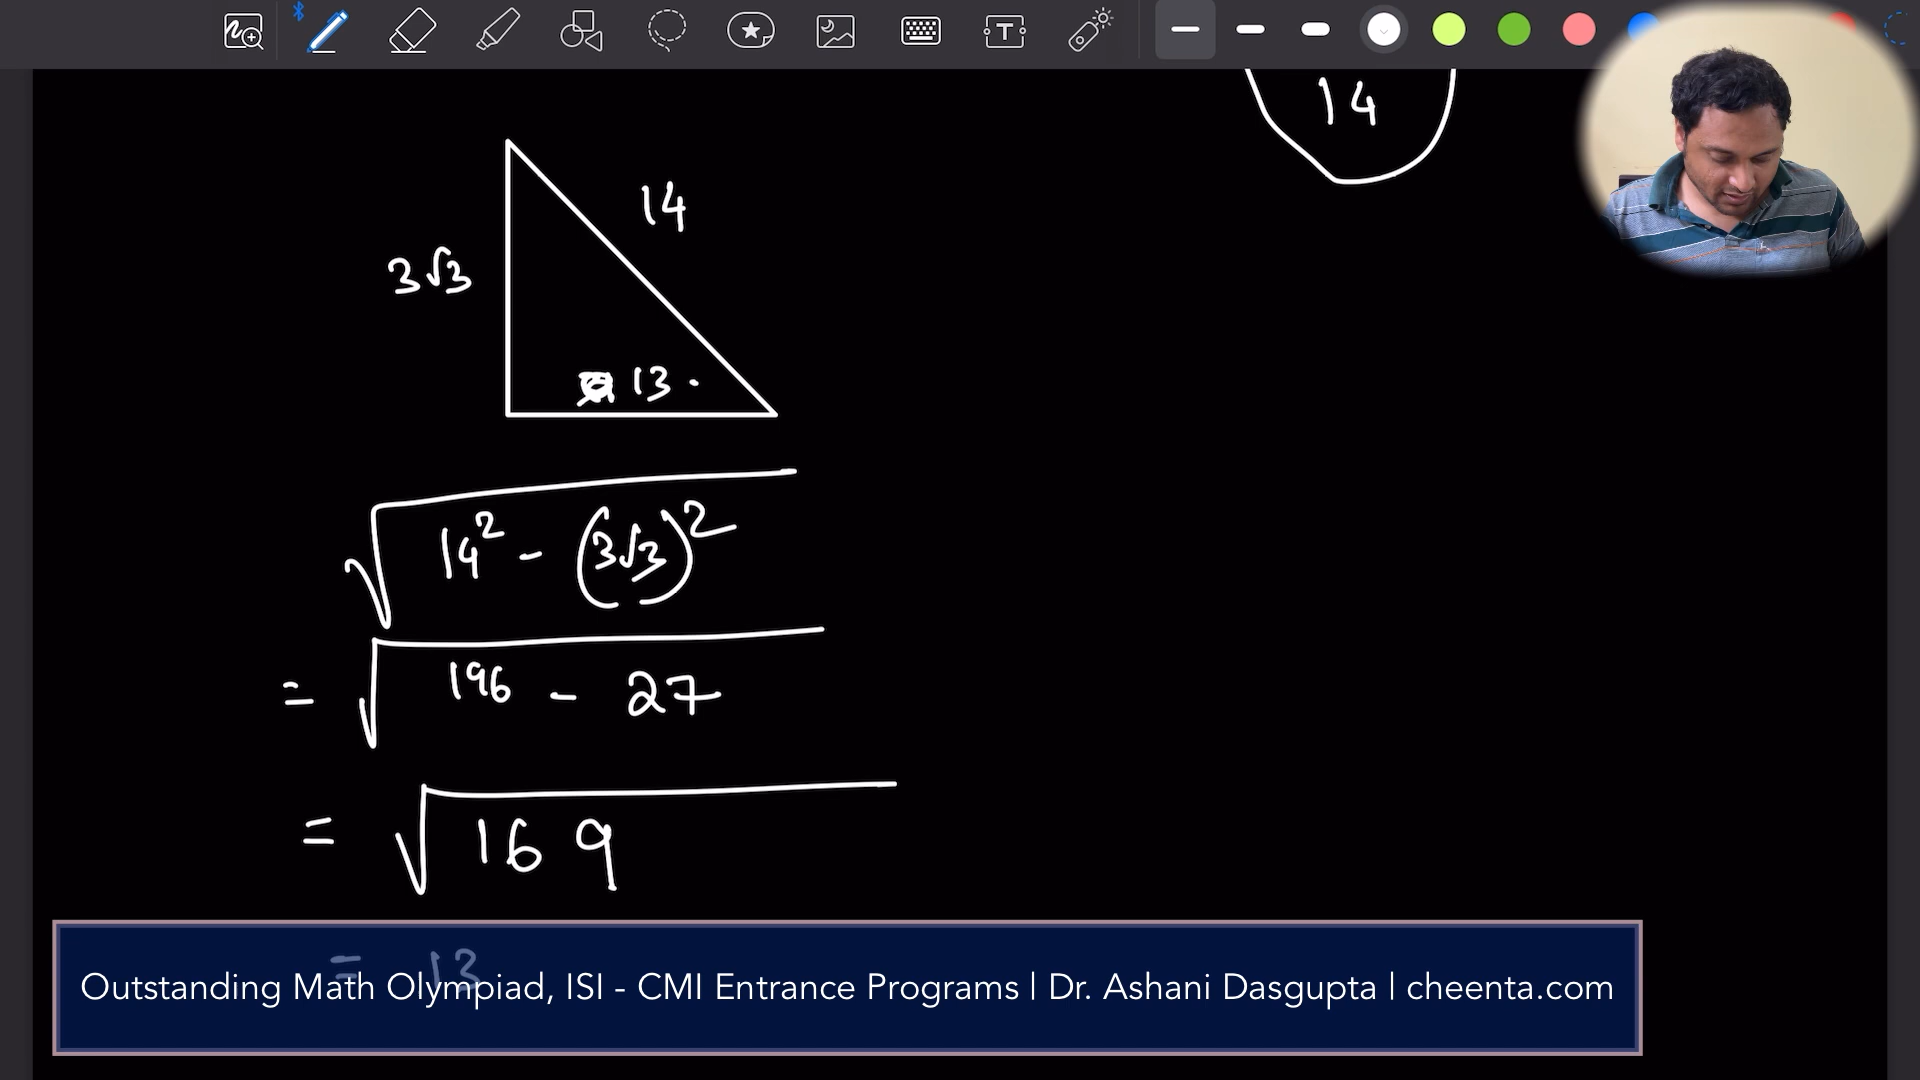 14
14
3√3
13.
√(14² - (3√3)²)
= √(196 - 27)
= √(169)
= 13
Outstanding Math Olympiad, ISI - CMI Entrance Programs | Dr. Ashani Dasgupta | cheenta.com